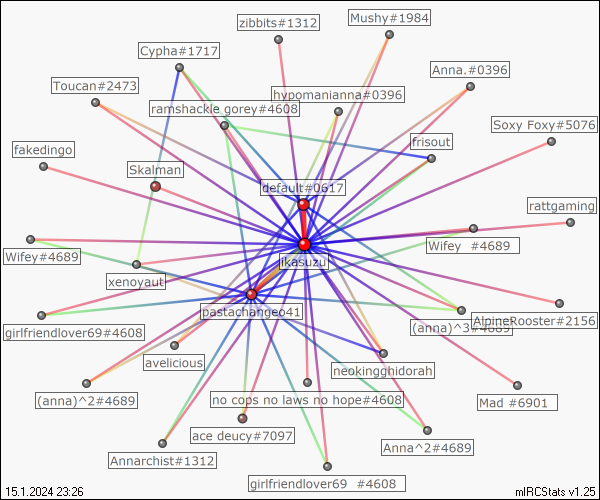 zibbits#1312
Mushy#1984
Cypha#1717
Anna.#0396
Toucan#2473
hypomanianna#0396
ramshackle gorey#4608
Soxy Foxy#5076
frisout
fakedingo
Skalman
default#0617
rattgaming
Wifey #4689
Wifey#4689
ikasuzu
xenoyaut
pastachangeo41
AlpineRooster#2156
(anna)^3#4689
girlfriendlover69#4608
avelicious
neokingghidorah
(anna)^2#4689
no cops no laws no hope#4608
Mad #6901
ace deucy#7097
Anna^2#4689
Annarchist#1312
girlfriendlover69 #4608
15.1.2024 23:26
mIRCStats v1.25